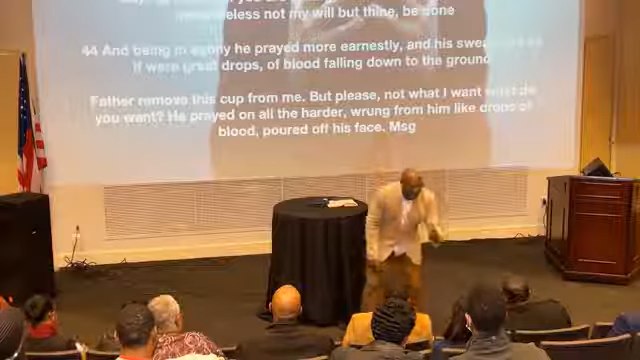 not my will but thine, be done
44 And being in agony he prayed more earnestly, and his
if were great drops, of blood falling down to the ground
Father remove this cup from me. But please, not what I want
you want? He prayed on all the harder, wrung from him like drops of
blood, poured off his face. Msg